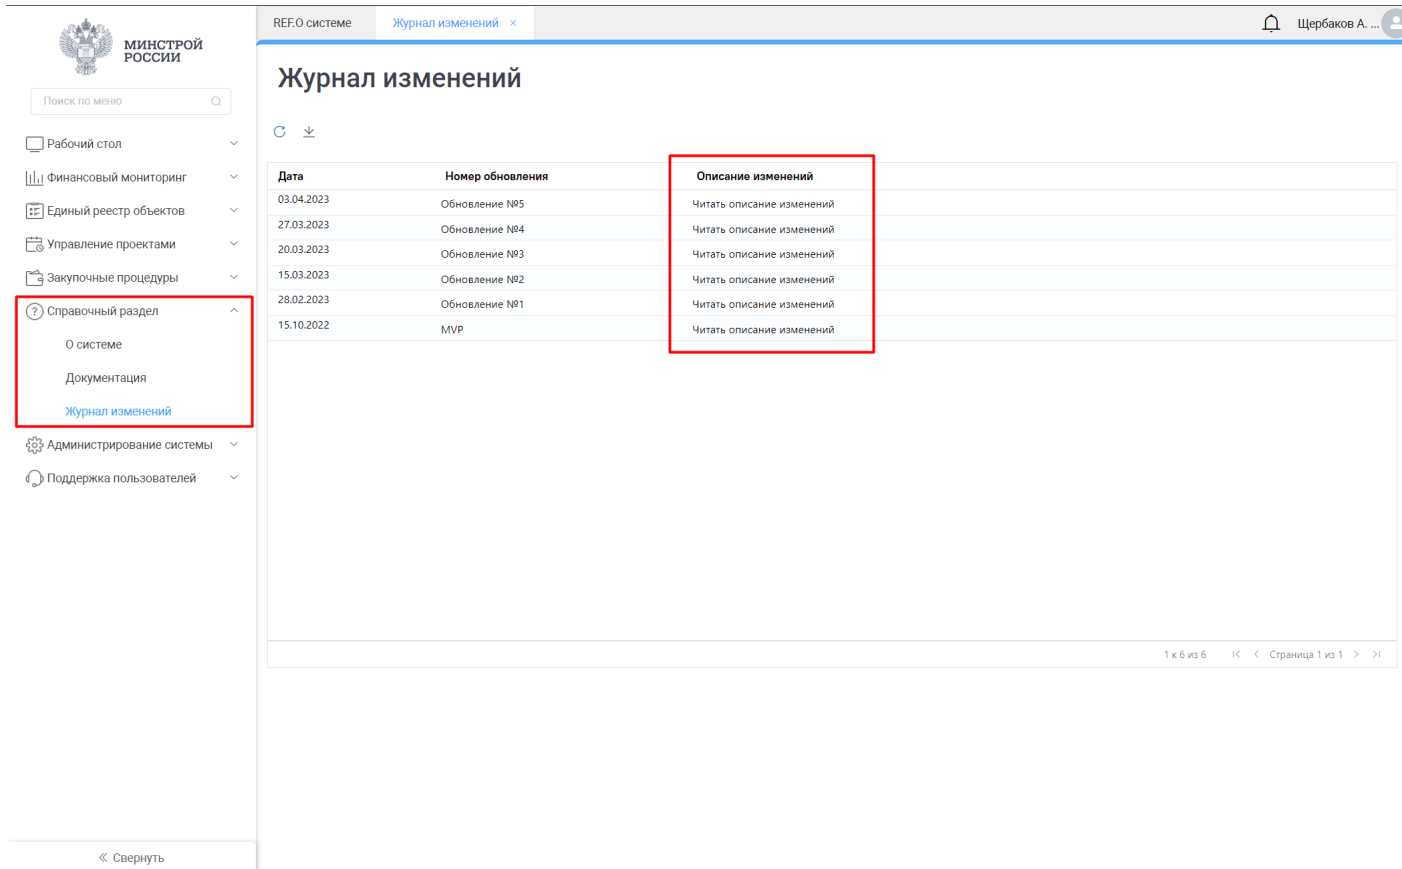 МИНСТРОЙ
РОССИИ
Поиск по меню
Рабочий стол
Финансовый мониторинг
Единый реестр объектов
Управление проектами
Закупочные процедуры
Справочный раздел
О системе
Документация
Журнал изменений
Администрирование системы
Поддержка пользователей
Свернуть
REF.О системе Журнал изменений × Щербаков А. ...
Журнал изменений
Дата Номер обновления Описание изменений
03.04.2023 Обновление №5 Читать описание изменений
27.03.2023 Обновление №4 Читать описание изменений
20.03.2023 Обновление №3 Читать описание изменений
15.03.2023 Обновление №2 Читать описание изменений
28.02.2023 Обновление №1 Читать описание изменений
15.10.2022 MVP Читать описание изменений
1 к 6 из 6 Страница 1 из 1